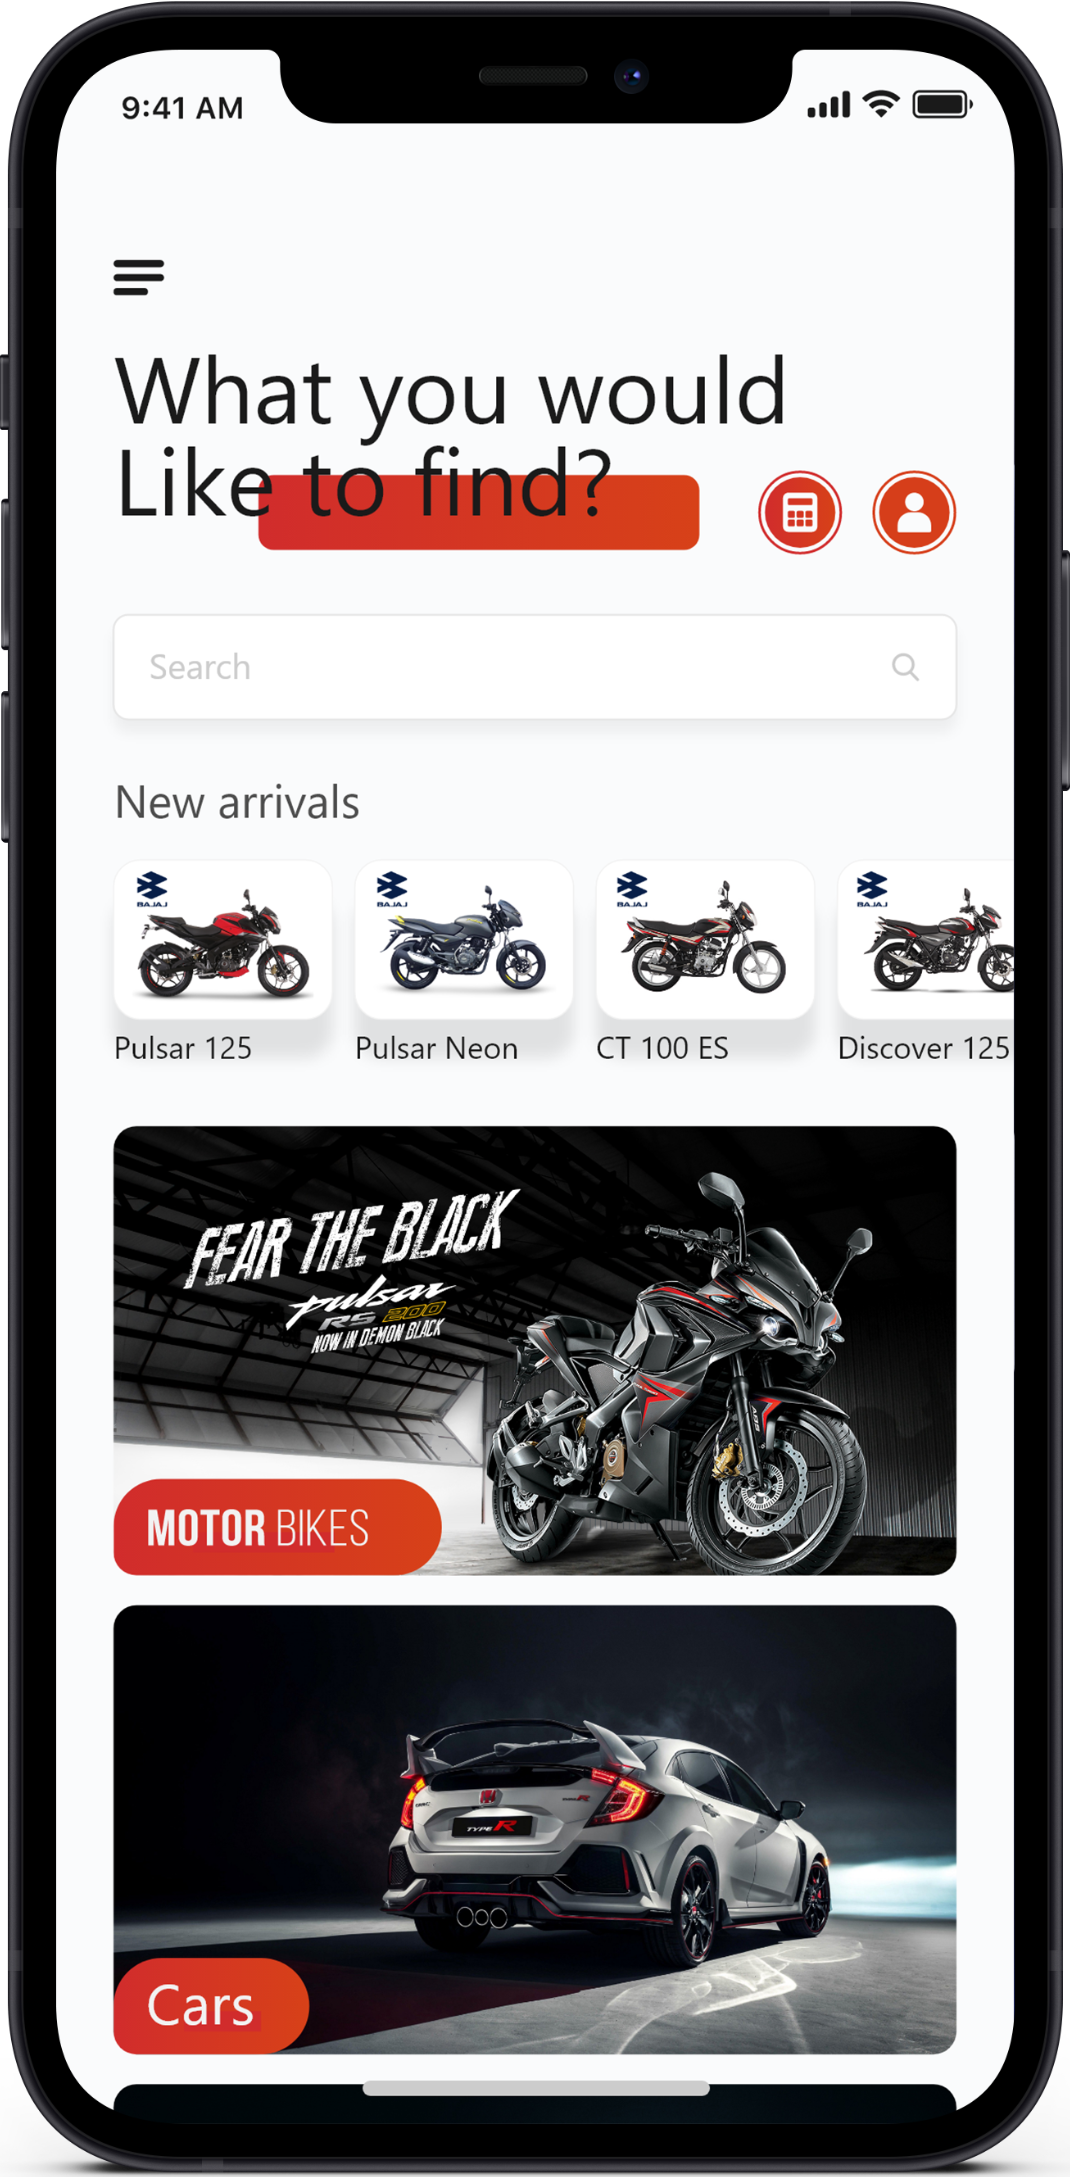 9:41 AM
What you would
Like to find?
Search
New arrivals
BAJAJ
BAJAJ
BAJAJ
BAJAJ
Pulsar 125
Pulsar Neon
CT 100 ES
Discover 125
FEAR THE BLACK
pulsar
RS 200
NOW IN DEMON BLACK
ABS
MOTOR BIKES
TYPE R
Cars